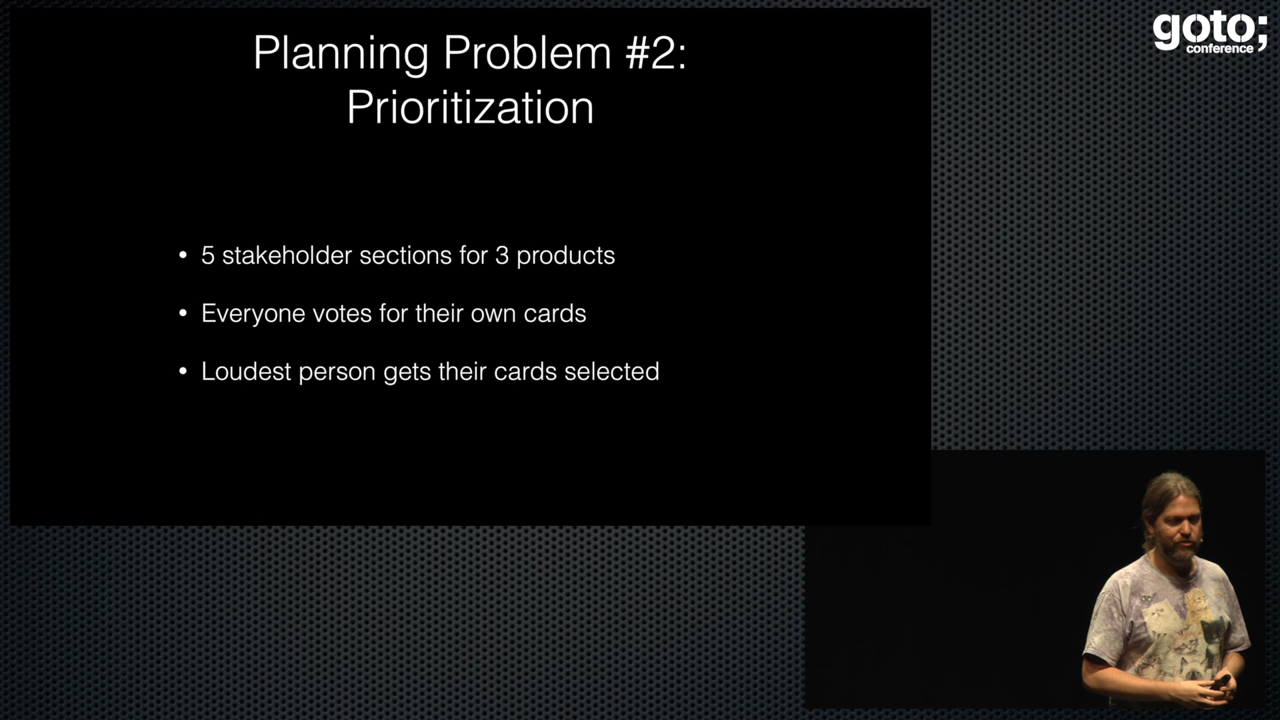 Planning Problem #2:
Prioritization
• 5 stakeholder sections for 3 products
• Everyone votes for their own cards
• Loudest person gets their cards selected
goto;
conference